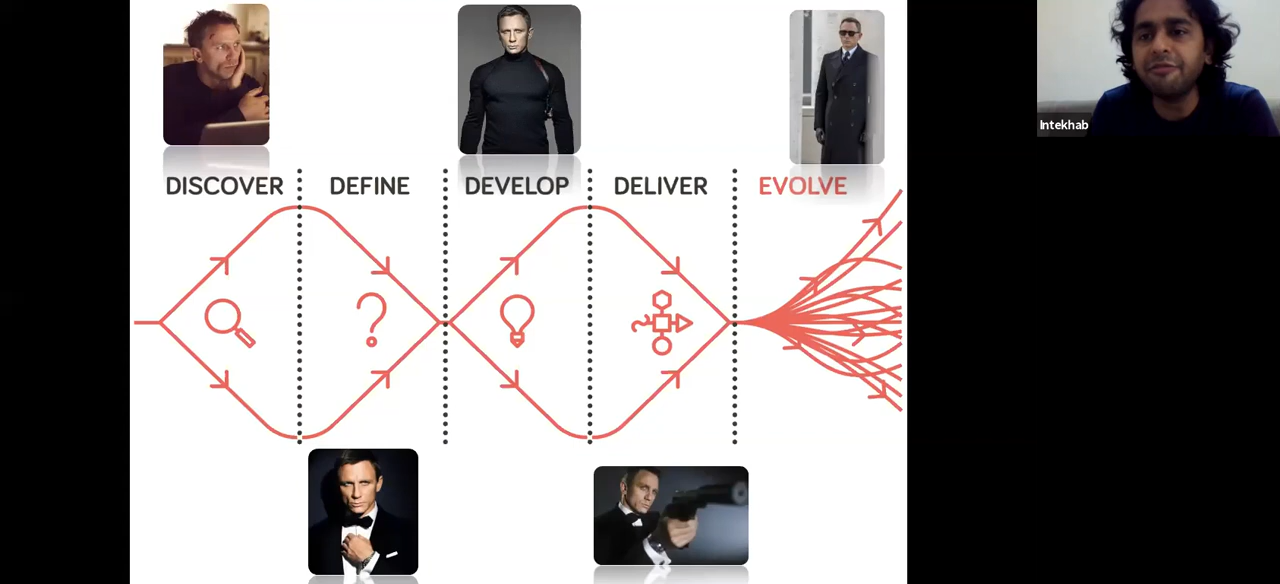 DISCOVER
DEFINE
DEVELOP
DELIVER
EVOLVE
Intekhab